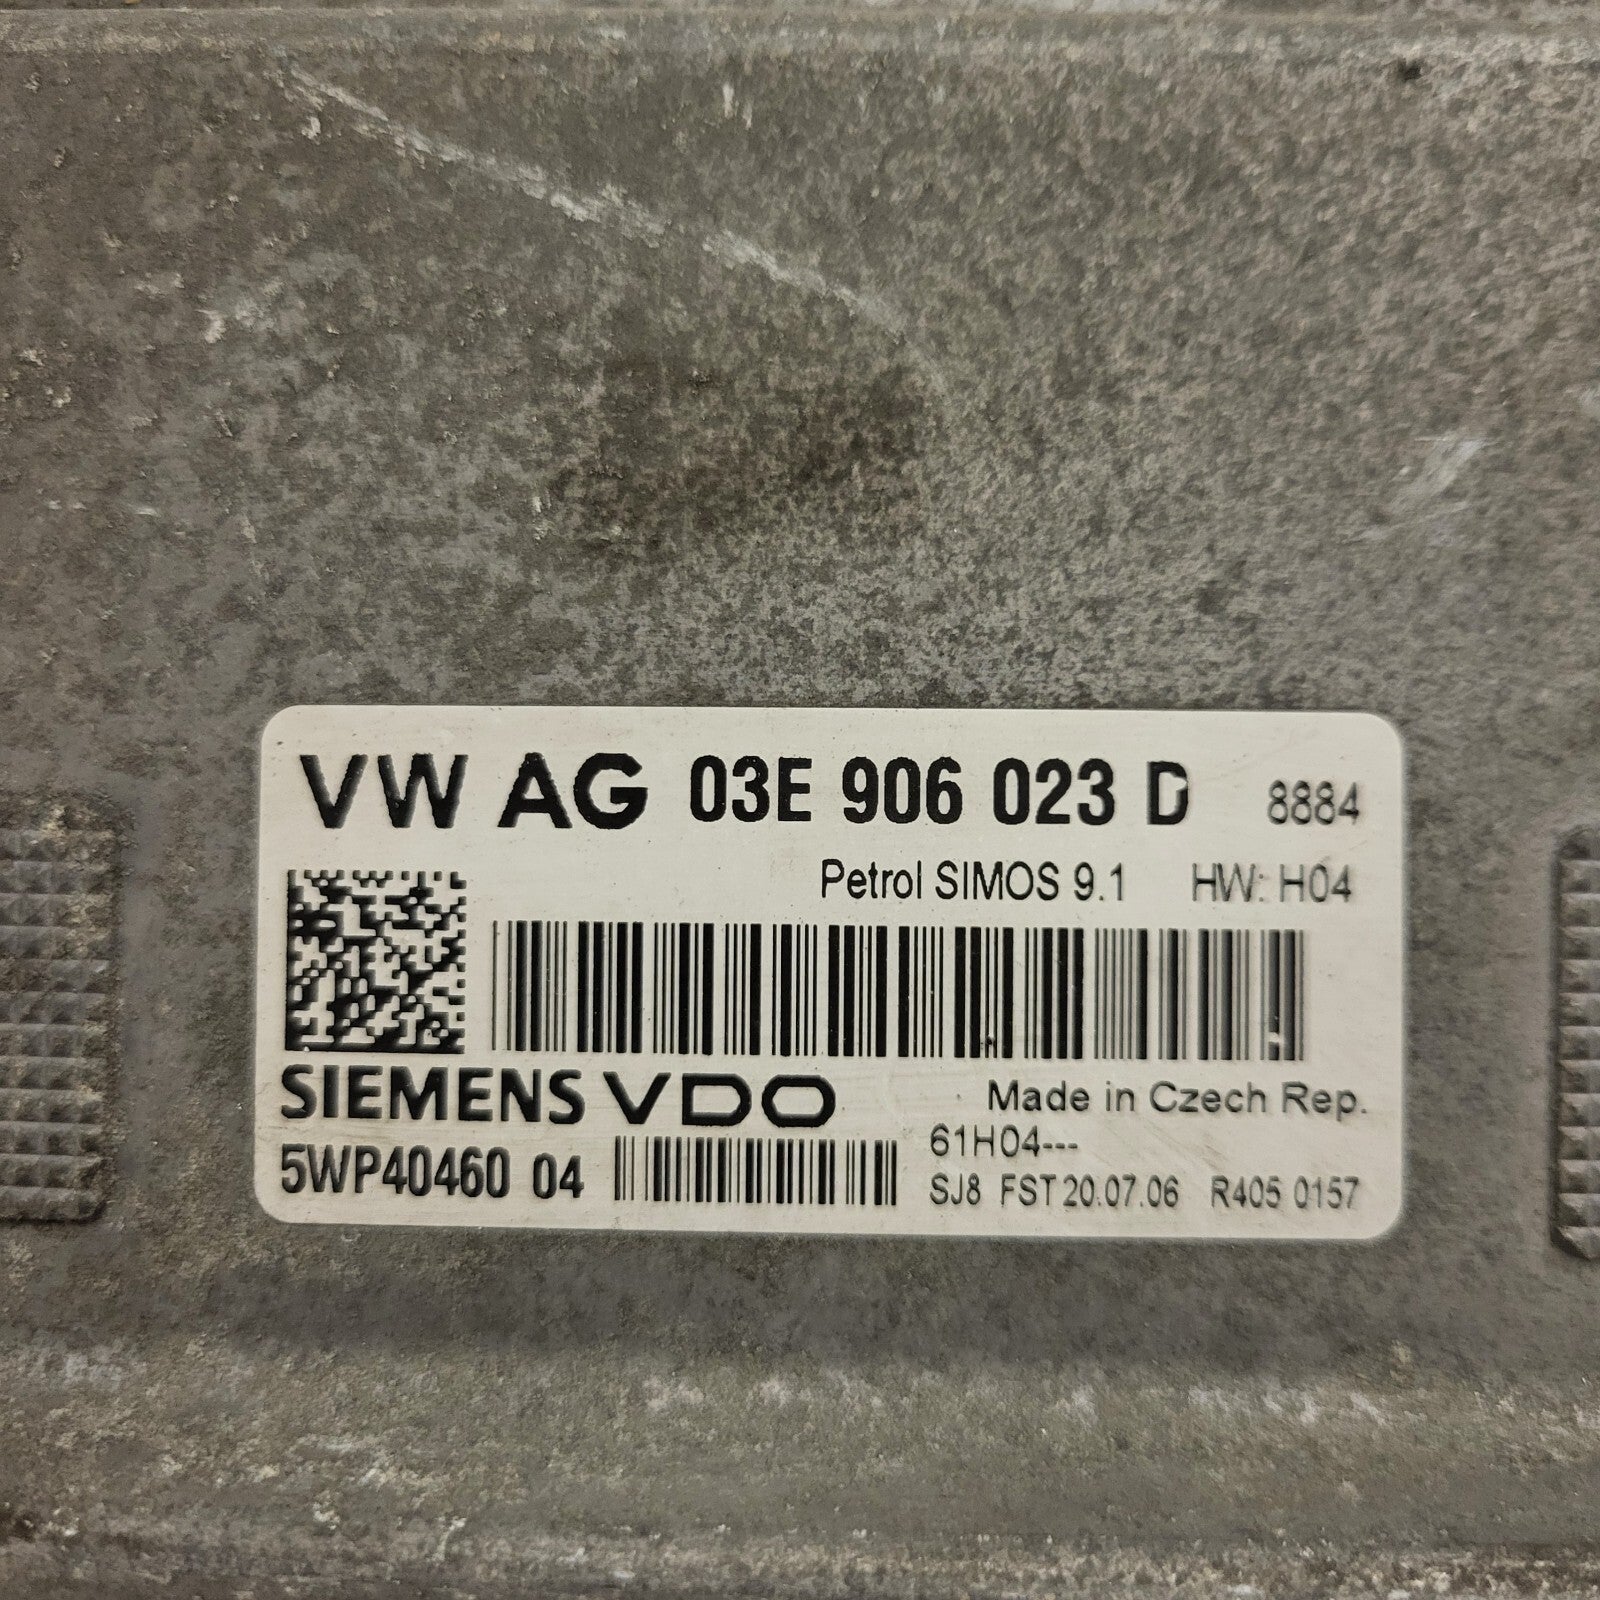 VW AG 03E 906 023 D 8884
Petrol SIMOS 9.1 HW: H04
SIEMENS VDO Made in Czech Rep.
61H04---
5WP40460 04 SJ8 FST 20.07.06 R405 0157